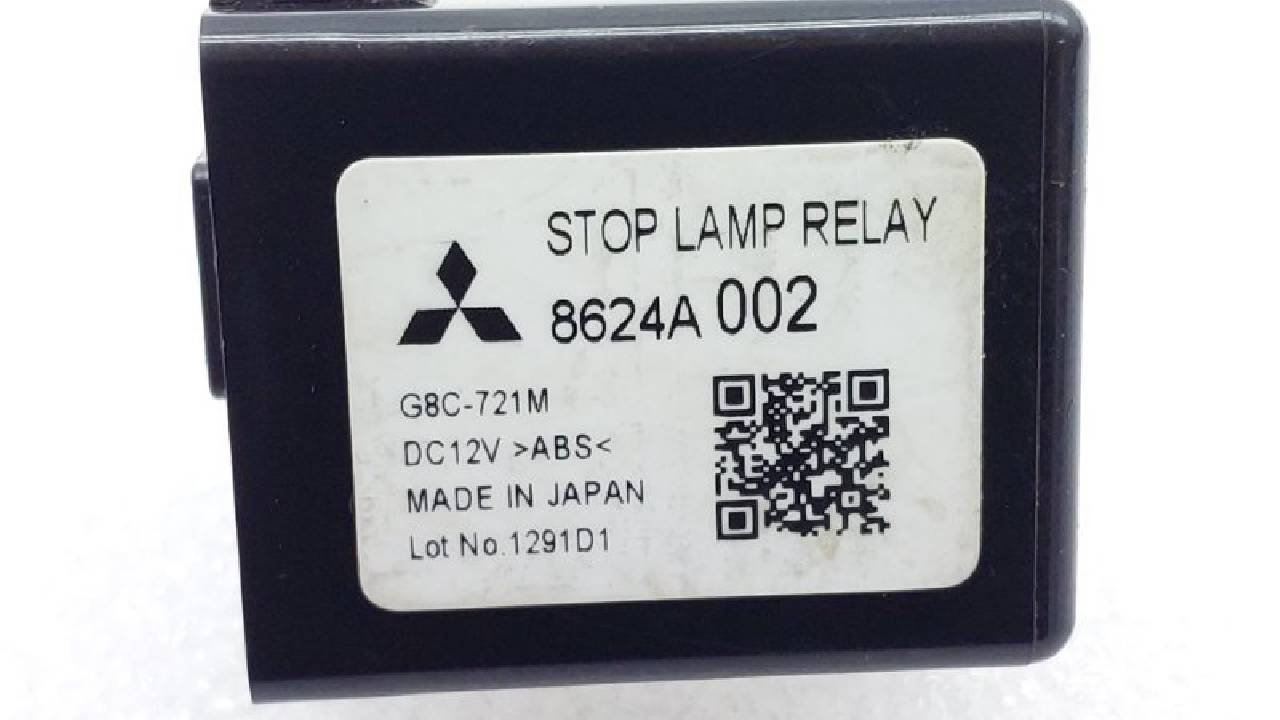 STOP LAMP RELAY
8624A 002
G8C-721M
DC12V >ABS<
MADE IN JAPAN
Lot No.1291D1